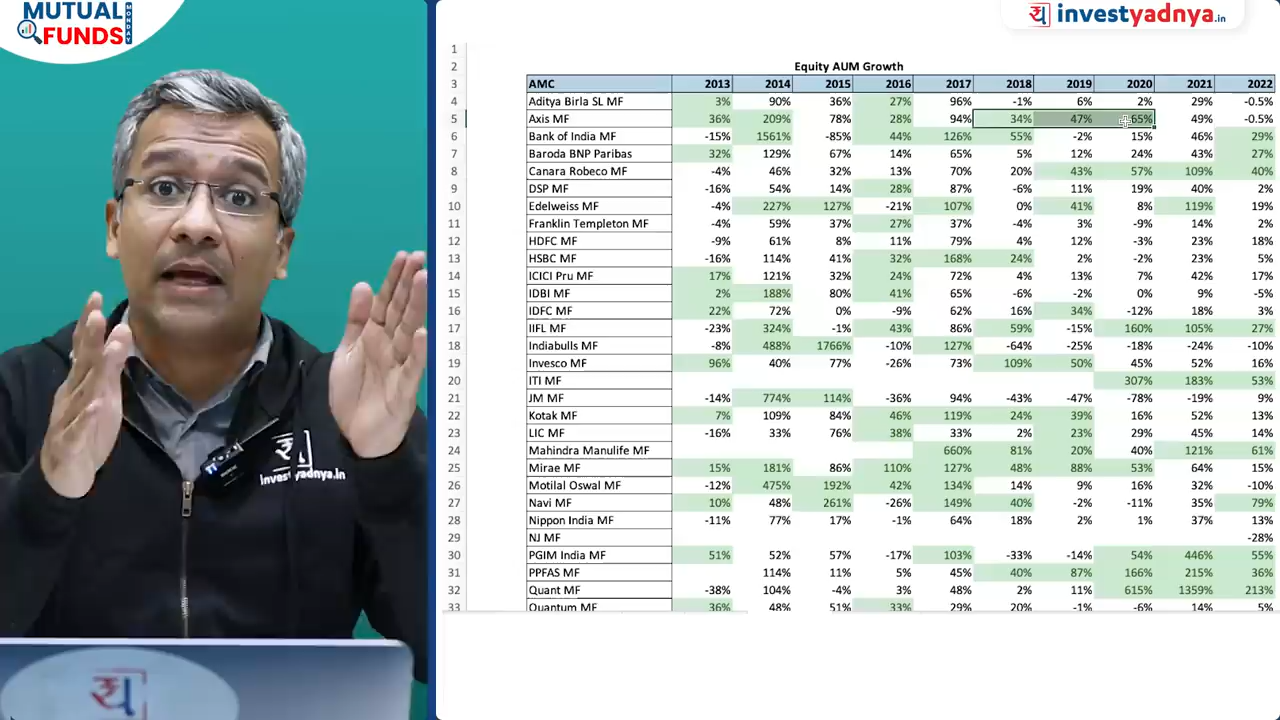 MUTUAL
FUNDS
MONDAY
investyadnya.in
investyadnya.in
1
2 Equity AUM Growth
3 AMC 2013 2014 2015 2016 2017 2018 2019 2020 2021 2022
4 Aditya Birla SL MF 3% 90% 36% 27% 96% -1% 6% 2% 29% -0.5%
5 Axis MF 36% 209% 78% 28% 94% 34% 47% 65% 49% -0.5%
6 Bank of India MF -15% 1561% -85% 44% 126% 55% -2% 15% 46% 29%
7 Baroda BNP Paribas 32% 129% 67% 14% 65% 5% 12% 24% 43% 27%
8 Canara Robeco MF -4% 46% 32% 13% 70% 20% 43% 57% 109% 40%
9 DSP MF -16% 54% 14% 28% 87% -6% 11% 19% 40% 2%
10 Edelweiss MF -4% 227% 127% -21% 107% 0% 41% 8% 119% 19%
11 Franklin Templeton MF -4% 59% 37% 27% 37% -4% 3% -9% 14% 2%
12 HDFC MF -9% 61% 8% 11% 79% 4% 12% -3% 23% 18%
13 HSBC MF -16% 114% 41% 32% 168% 24% 2% -2% 23% 5%
14 ICICI Pru MF 17% 121% 32% 24% 72% 4% 13% 7% 42% 17%
15 IDBI MF 2% 188% 80% 41% 65% -6% -2% 0% 9% -5%
16 IDFC MF 22% 72% 0% -9% 62% 16% 34% -12% 18% 3%
17 IIFL MF -23% 324% -1% 43% 86% 59% -15% 160% 105% 27%
18 Indiabulls MF -8% 488% 1766% -10% 127% -64% -25% -18% -24% -10%
19 Invesco MF 96% 40% 77% -26% 73% 109% 50% 45% 52% 16%
20 ITI MF 307% 183% 53%
21 JM MF -14% 774% 114% -36% 94% -43% -47% -78% -19% 9%
22 Kotak MF 7% 109% 84% 46% 119% 24% 39% 16% 52% 13%
23 LIC MF -16% 33% 76% 38% 33% 2% 23% 29% 45% 14%
24 Mahindra Manulife MF 660% 81% 20% 40% 121% 61%
25 Mirae MF 15% 181% 86% 110% 127% 48% 88% 53% 64% 15%
26 Motilal Oswal MF -12% 475% 192% 42% 134% 14% 9% 16% 32% -10%
27 Navi MF 10% 48% 261% -26% 149% 40% -2% -11% 35% 79%
28 Nippon India MF -11% 77% 17% -1% 64% 18% 2% 1% 37% 13%
29 NJ MF -28%
30 PGIM India MF 51% 52% 57% -17% 103% -33% -14% 54% 446% 55%
31 PPFAS MF 114% 11% 5% 45% 40% 87% 166% 215% 36%
32 Quant MF -38% 104% -4% 3% 48% 2% 11% 615% 1359% 213%
33 Quantum MF 36% 48% 51% 33% 29% 20% -1% -6% 14% 5%